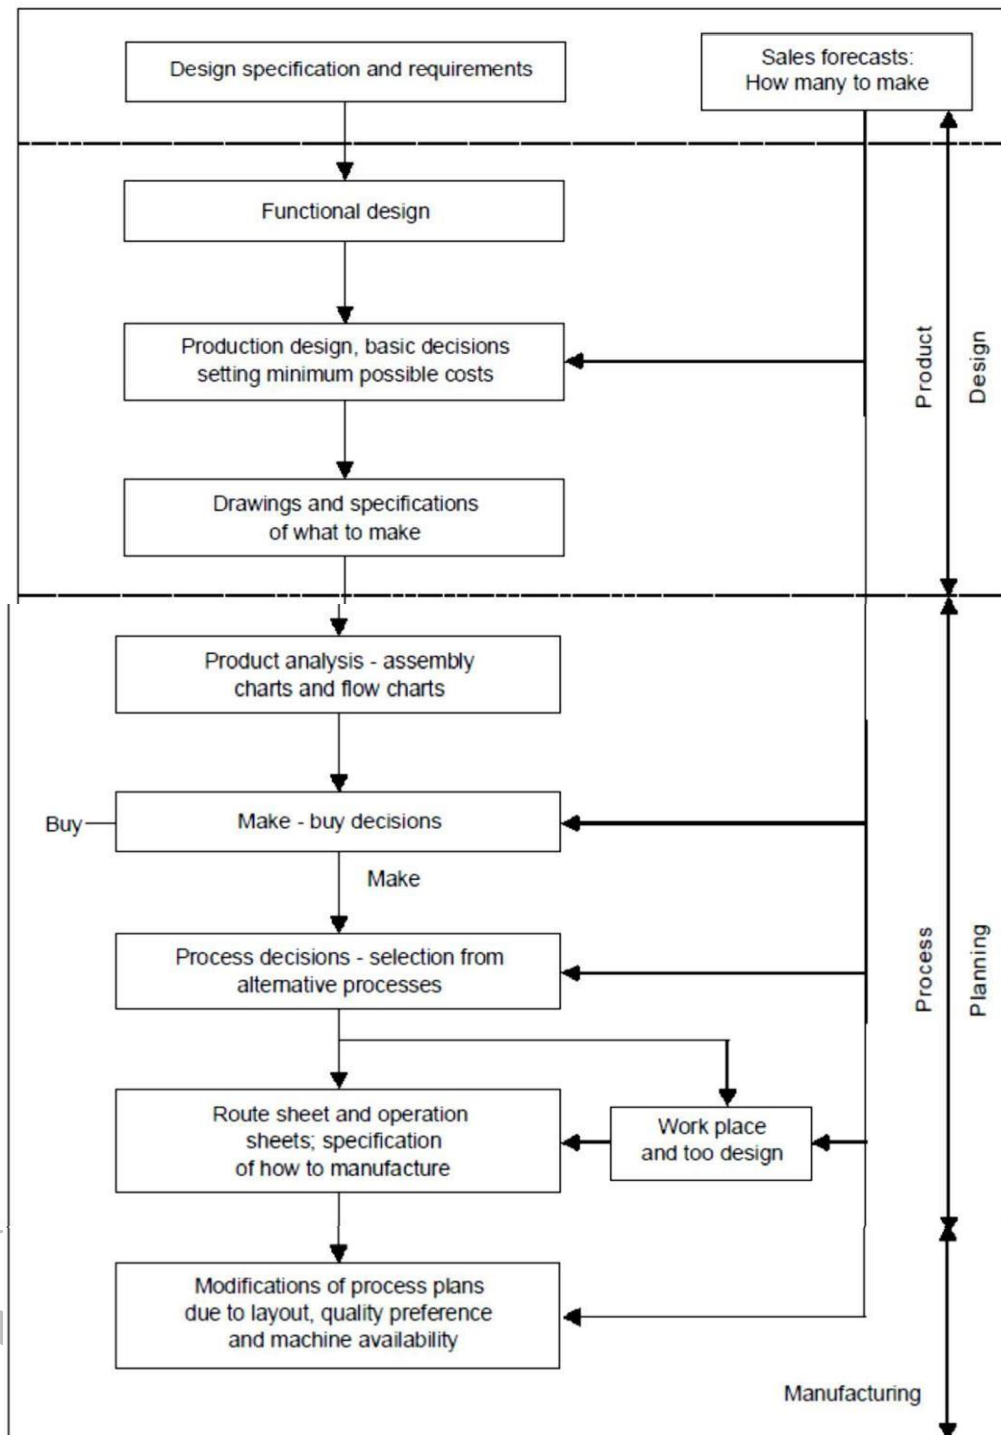 Design specification and requirements
Sales forecasts:
How many to make
Functional design
Production design, basic decisions
setting minimum possible costs
Product
Design
Drawings and specifications
of what to make
Product analysis - assembly
charts and flow charts
Buy
Make - buy decisions
Make
Process decisions - selection from
alternative processes
Process
Planning
Route sheet and operation
sheets; specification
of how to manufacture
Work place
and too design
Modifications of process plans
due to layout, quality preference
and machine availability
Manufacturing